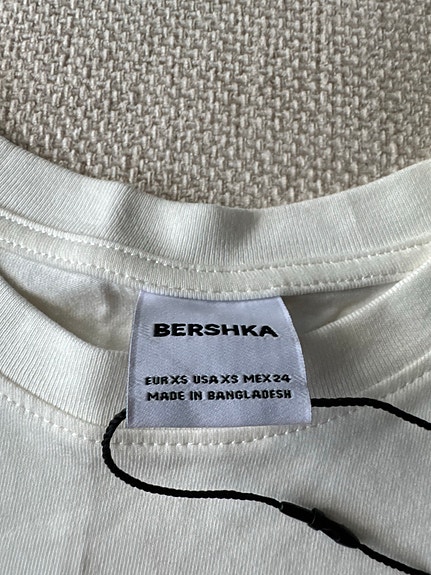 BERSHKA
EUR XS USA XS MEX 24
MADE IN BANGLADESH